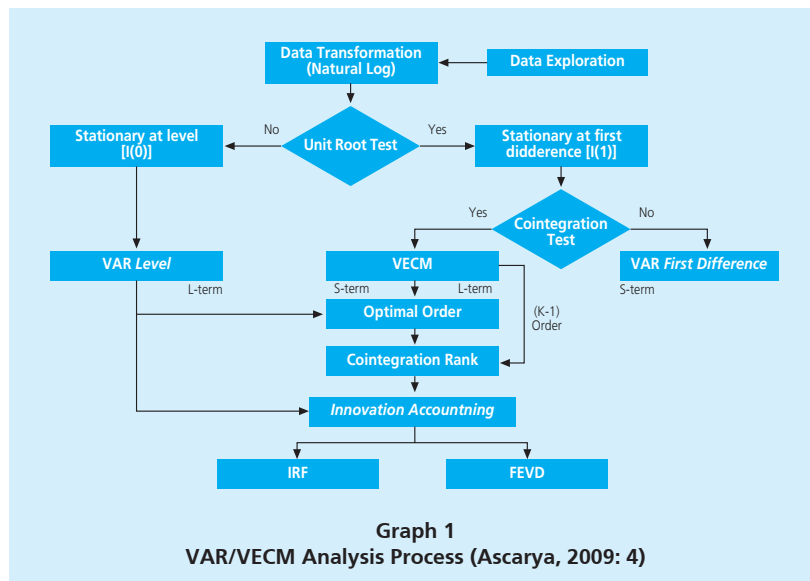 Data Transformation
(Natural Log)
Data Exploration
No
Unit Root Test
Yes
Stationary at level
[I(0)]
Stationary at first
didderence [I(1)]
Yes
Cointegration
Test
No
VAR Level
L-term
VECM
S-term
L-term
VAR First Difference
S-term
Optimal Order
(K-1)
Order
Cointegration Rank
Innovation Accountning
IRF
FEVD
Graph 1
VAR/VECM Analysis Process (Ascarya, 2009: 4)